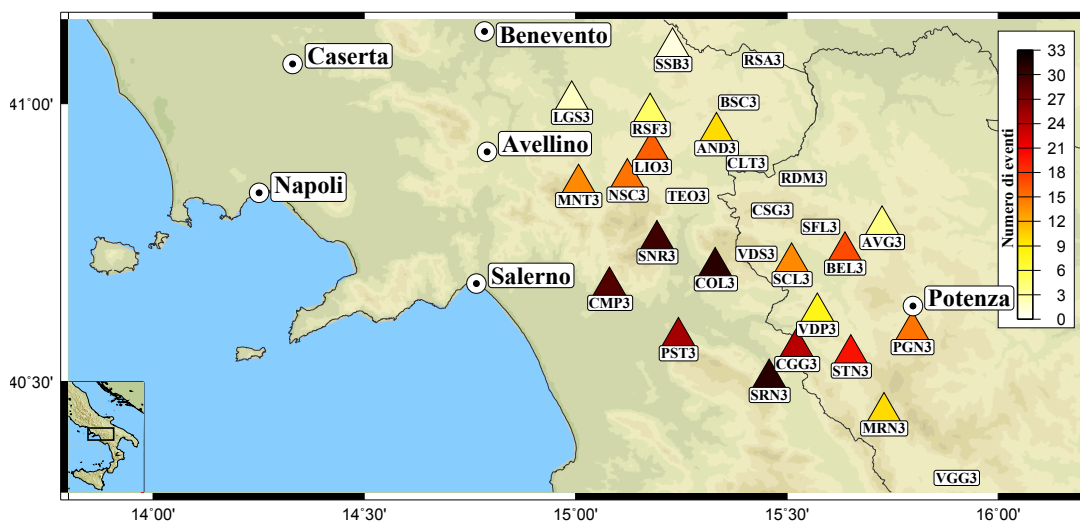 Benevento
Caserta
SSB3
RSA3
41°00'
LGS3
RSF3
BSC3
AND3
Avellino
LIO3
CLT3
RDM3
Napoli
MNT3
NSC3
TEO3
CSG3
SFL3
AVG3
SNR3
VDS3
BEL3
Salerno
COL3
SCL3
CMP3
Potenza
VDP3
PST3
CGG3
STN3
PGN3
40°30'
SRN3
MRN3
VGG3
14°00'
14°30'
15°00'
15°30'
16°00'
Numero di eventi
33
30
27
24
21
18
15
12
9
6
3
0